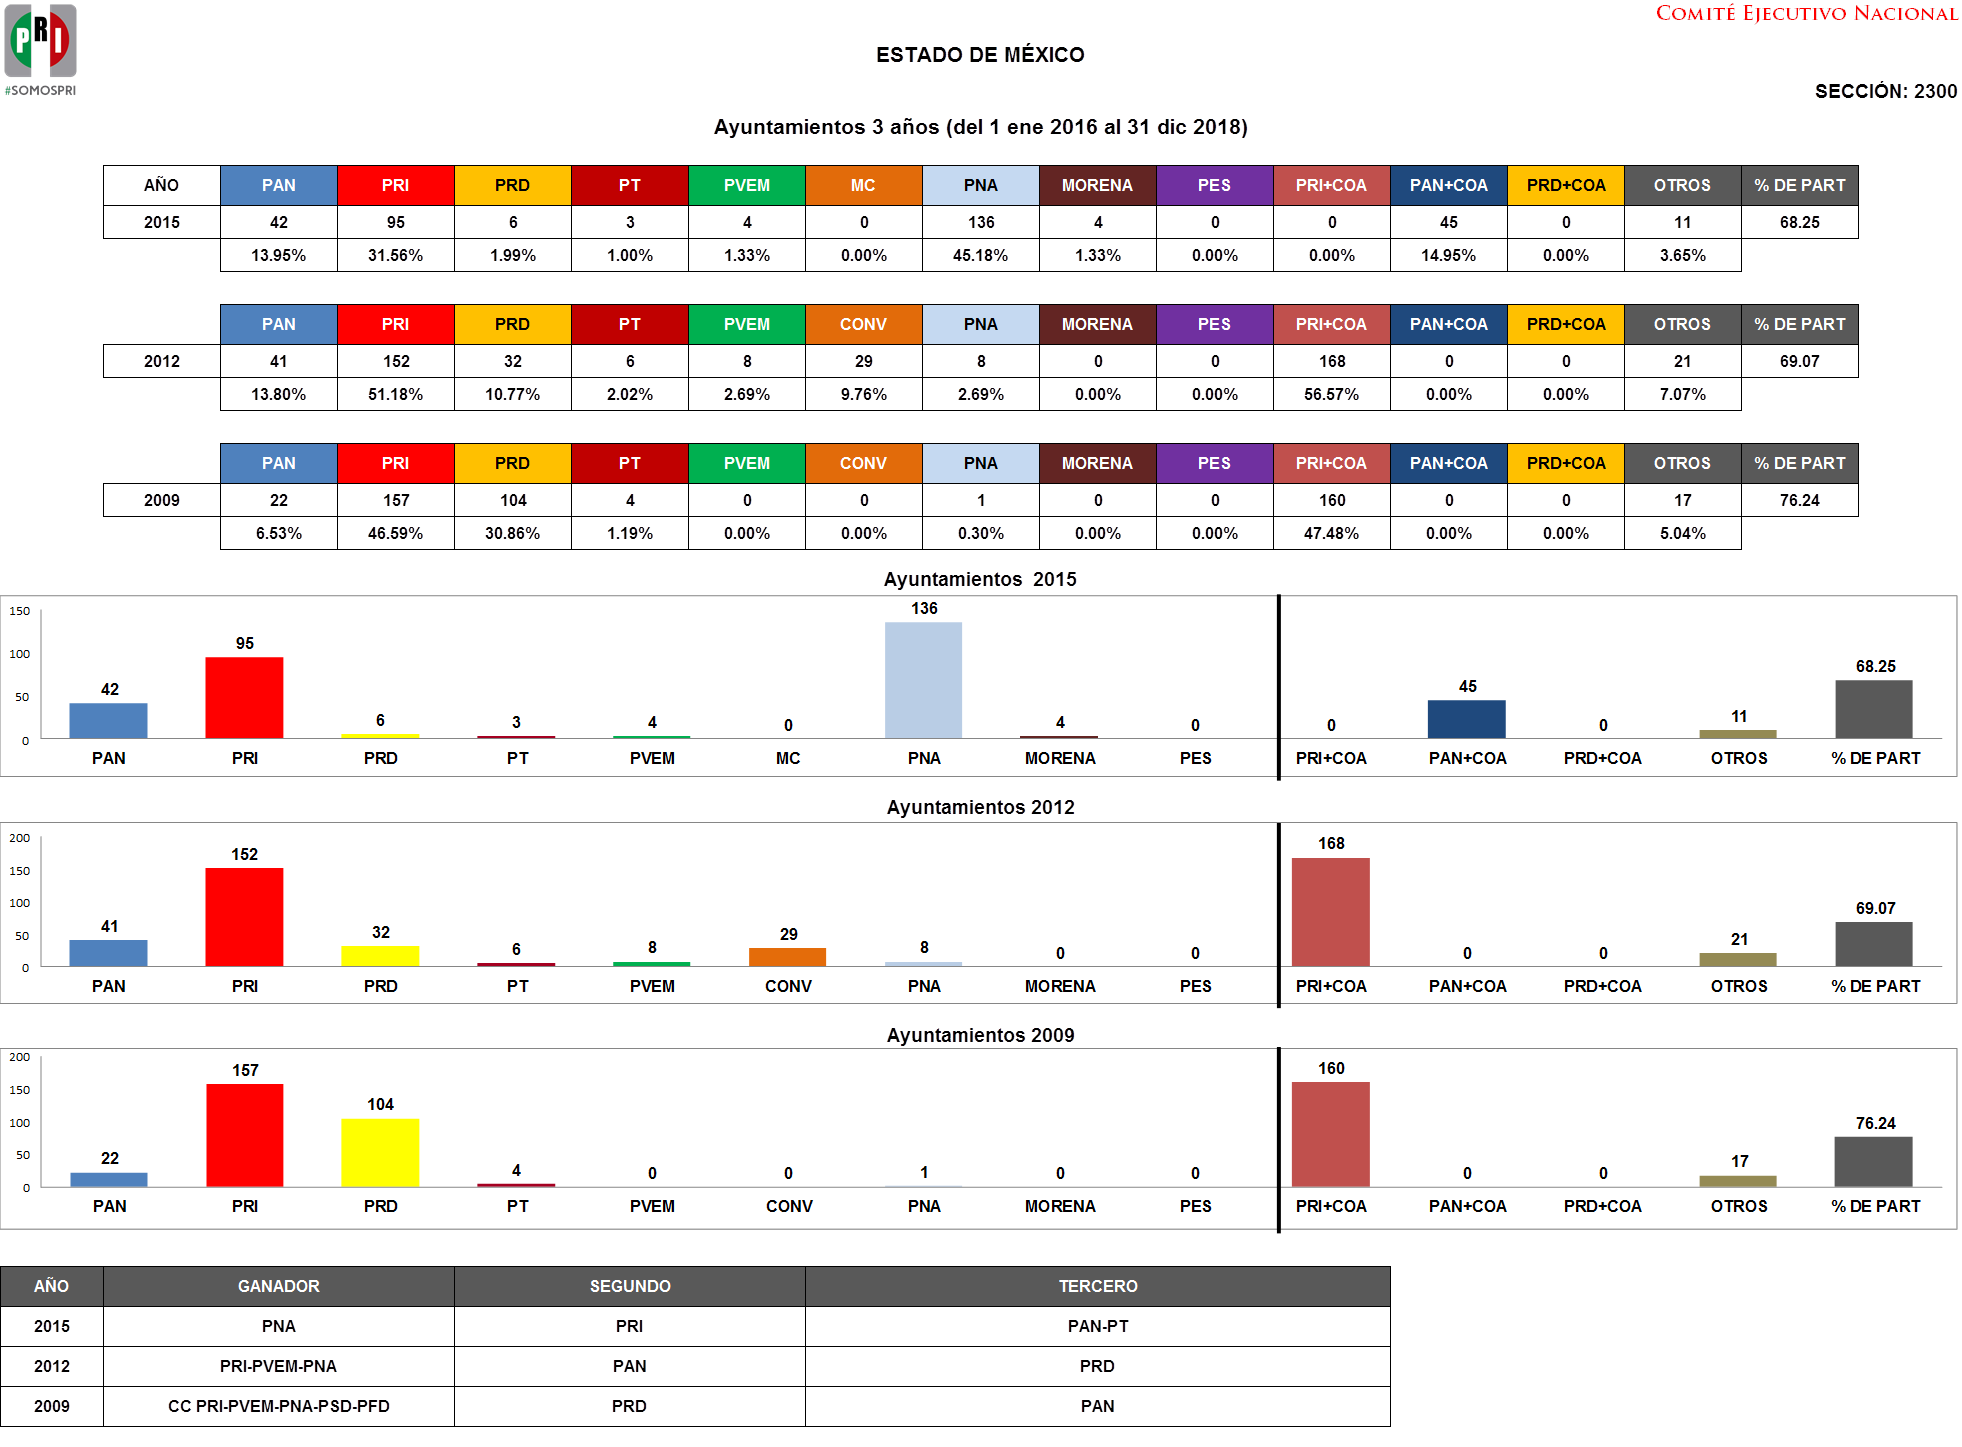 PRI
#SOMOSPRI
COMITÉ EJECUTIVO NACIONAL
ESTADO DE MÉXICO
SECCIÓN: 2300
Ayuntamientos 3 años (del 1 ene 2016 al 31 dic 2018)
AÑO PAN PRI PRD PT PVEM MC PNA MORENA PES PRI+COA PAN+COA PRD+COA OTROS % DE PART
2015 42 95 6 3 4 0 136 4 0 0 45 0 11 68.25
13.95% 31.56% 1.99% 1.00% 1.33% 0.00% 45.18% 1.33% 0.00% 0.00% 14.95% 0.00% 3.65%
PAN PRI PRD PT PVEM CONV PNA MORENA PES PRI+COA PAN+COA PRD+COA OTROS % DE PART
2012 41 152 32 6 8 29 8 0 0 168 0 0 21 69.07
13.80% 51.18% 10.77% 2.02% 2.69% 9.76% 2.69% 0.00% 0.00% 56.57% 0.00% 0.00% 7.07%
PAN PRI PRD PT PVEM CONV PNA MORENA PES PRI+COA PAN+COA PRD+COA OTROS % DE PART
2009 22 157 104 4 0 0 1 0 0 160 0 0 17 76.24
6.53% 46.59% 30.86% 1.19% 0.00% 0.00% 0.30% 0.00% 0.00% 47.48% 0.00% 0.00% 5.04%
Ayuntamientos 2015
150
100
50
0
42 95 6 3 4 0 136 4 0 0 45 0 11 68.25
PAN PRI PRD PT PVEM MC PNA MORENA PES PRI+COA PAN+COA PRD+COA OTROS % DE PART
Ayuntamientos 2012
200
150
100
50
0
41 152 32 6 8 29 8 0 0 168 0 0 21 69.07
PAN PRI PRD PT PVEM CONV PNA MORENA PES PRI+COA PAN+COA PRD+COA OTROS % DE PART
Ayuntamientos 2009
200
150
100
50
0
22 157 104 4 0 0 1 0 0 160 0 0 17 76.24
PAN PRI PRD PT PVEM CONV PNA MORENA PES PRI+COA PAN+COA PRD+COA OTROS % DE PART
AÑO GANADOR SEGUNDO TERCERO
2015 PNA PRI PAN-PT
2012 PRI-PVEM-PNA PAN PRD
2009 CC PRI-PVEM-PNA-PSD-PFD PRD PAN